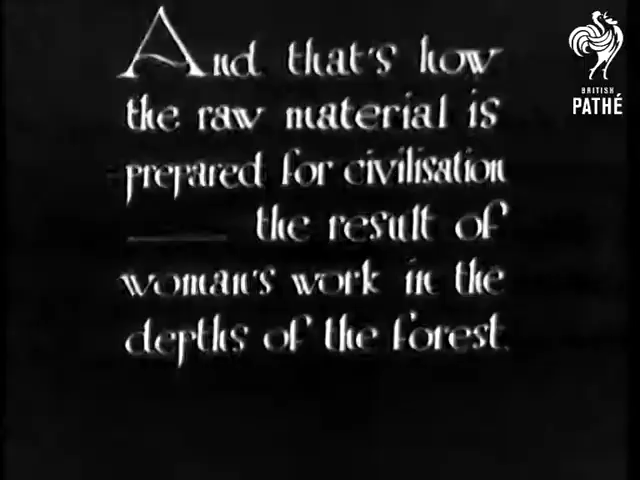 And that's how
the raw material is
prepared for civilisation
——— the result of
woman's work in the
depths of the forest.
BRITISH
PATHÉ